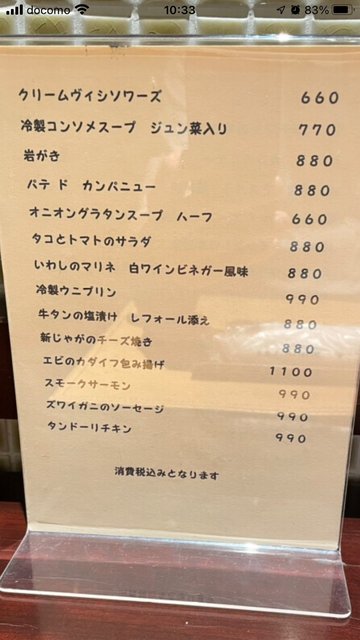 docomo 10:33 83%
クリームヴィシソワーズ 660
冷製コンソメスープ ジュン菜入り 770
岩がき 880
パテ ド カンパニュー 880
オニオングラタンスープ ハーフ 660
タコとトマトのサラダ 880
いわしのマリネ 白ワインビネガー風味 880
冷製ウニプリン 990
牛タンの塩漬け レフォール添え 880
新じゃがのチーズ焼き 880
エビのカダイフ包み揚げ 1100
スモークサーモン 990
ズワイガニのソーセージ 990
タンドーリチキン 990
消費税込みとなります